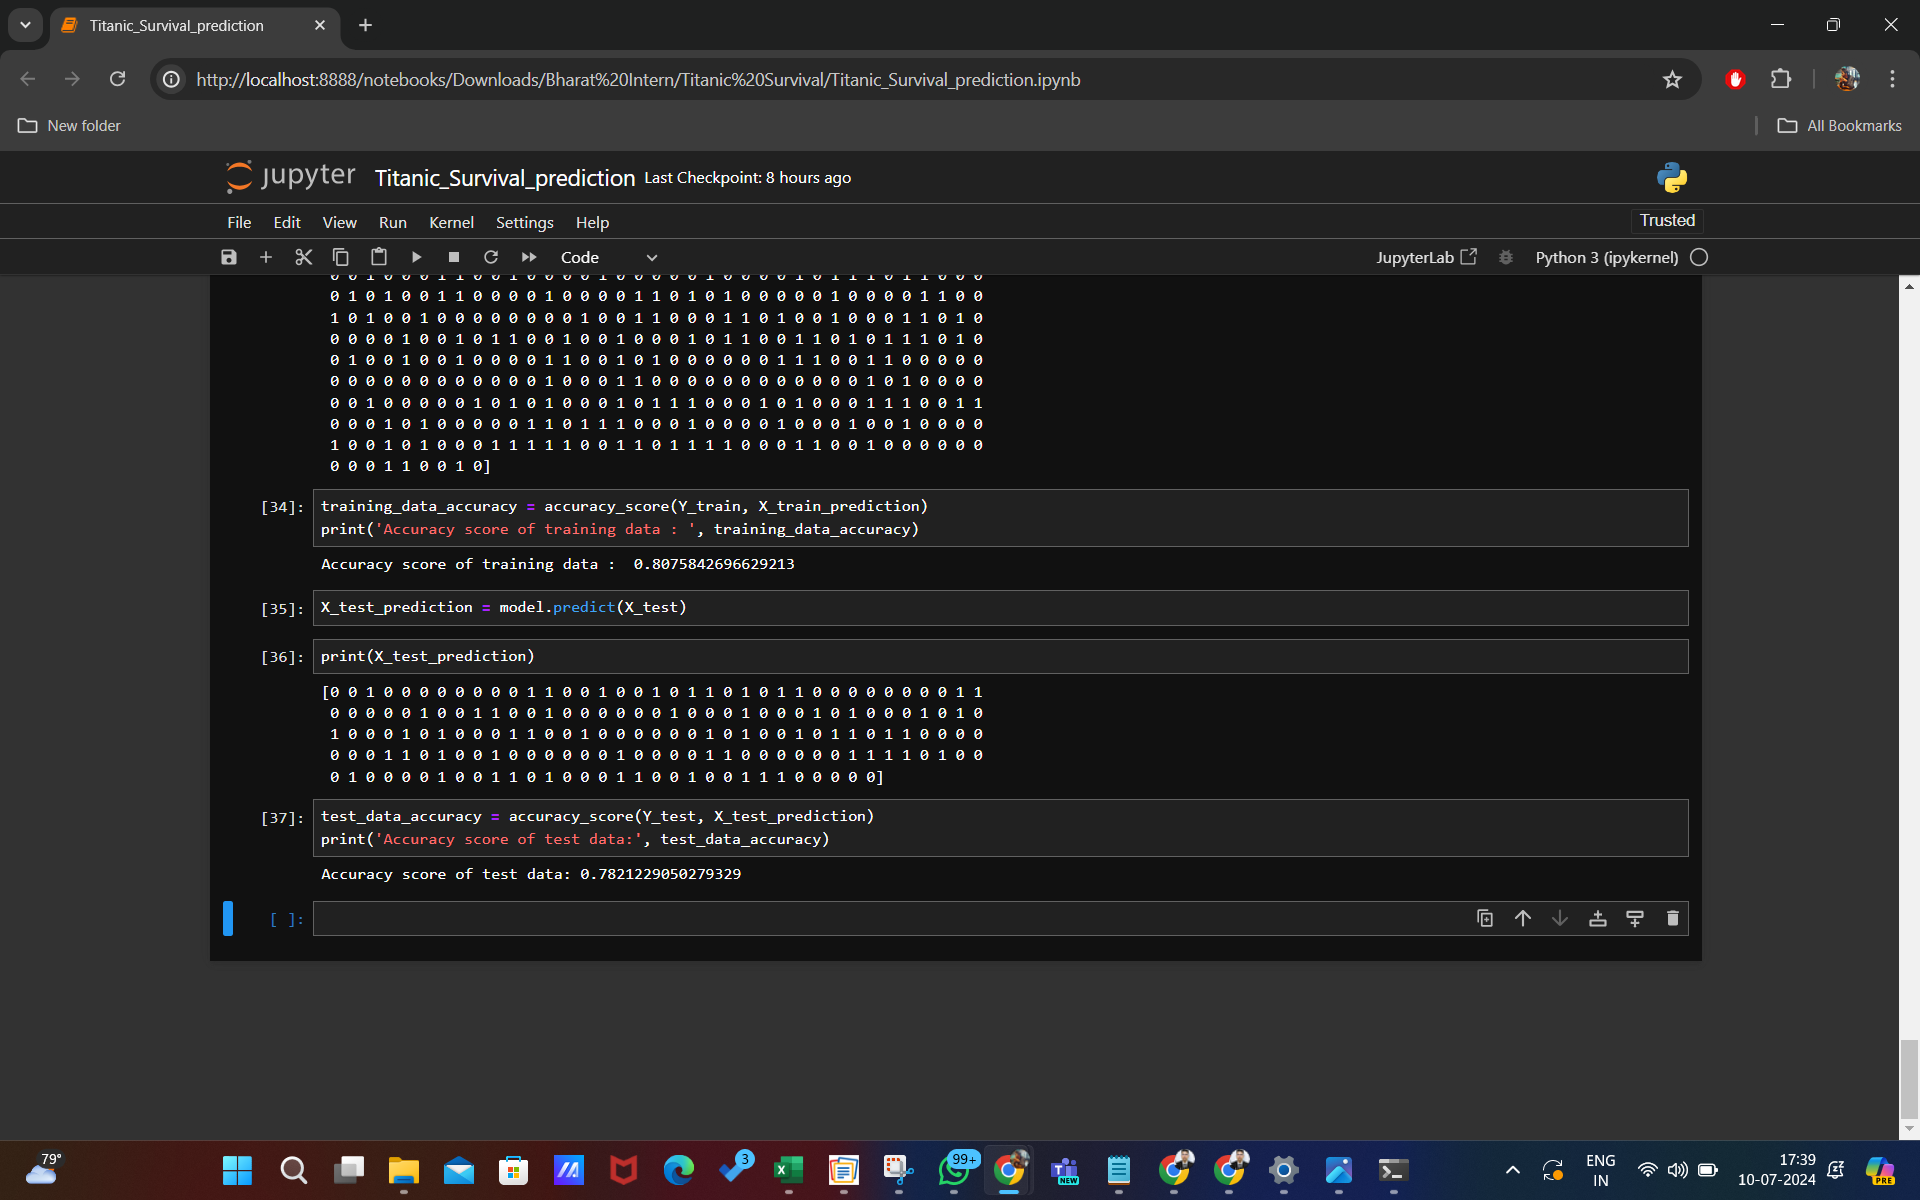 Titanic_Survival_prediction
http://localhost:8888/notebooks/Downloads/Bharat%20Intern/Titanic%20Survival/Titanic_Survival_prediction.ipynb
New folder
All Bookmarks
jupyter Titanic_Survival_prediction Last Checkpoint: 8 hours ago
File Edit View Run Kernel Settings Help
Trusted
Code
JupyterLab
Python 3 (ipykernel)
0 1 0 1 0 0 1 1 0 0 0 0 1 0 0 0 0 1 1 0 1 0 1 0 0 0 0 0 1 0 0 0 0 1 1 0 0
1 0 1 0 0 1 0 0 0 0 0 0 0 0 1 0 0 1 1 0 0 0 1 1 0 1 0 0 1 0 0 0 1 1 0 1 0
0 0 0 0 1 0 0 1 0 1 1 0 0 1 0 0 1 0 0 0 1 0 1 1 0 0 1 1 0 1 0 1 1 1 0 1 0
0 1 0 0 1 0 0 1 0 0 0 0 1 1 0 0 1 0 1 0 0 0 0 0 0 1 1 1 0 0 1 1 0 0 0 0 0
0 0 0 0 0 0 0 0 0 0 0 0 1 0 0 0 1 1 0 0 0 0 0 0 0 0 0 0 0 0 1 0 1 0 0 0 0
0 0 1 0 0 0 0 0 1 0 1 0 1 0 0 0 1 0 1 1 1 0 0 0 1 0 1 0 0 0 1 1 1 0 0 1 1
0 0 0 1 0 1 0 0 0 0 0 1 1 0 1 1 1 0 0 0 1 0 0 0 0 1 0 0 0 1 0 0 1 0 0 0 0
1 0 0 1 0 1 0 0 0 1 1 1 1 1 0 0 1 1 0 1 1 1 1 0 0 0 1 1 0 0 1 0 0 0 0 0 0
0 0 0 1 1 0 0 1 0]
[34]:
training_data_accuracy = accuracy_score(Y_train, X_train_prediction)
print('Accuracy score of training data : ', training_data_accuracy)
Accuracy score of training data :  0.8075842696629213
[35]:
X_test_prediction = model.predict(X_test)
[36]:
print(X_test_prediction)
[0 0 1 0 0 0 0 0 0 0 0 1 1 0 0 1 0 0 1 0 1 1 0 1 0 1 1 0 0 0 0 0 0 0 0 1 1
0 0 0 0 0 1 0 0 1 1 0 0 1 0 0 0 0 0 0 1 0 0 0 1 0 0 0 1 0 1 0 0 0 1 0 1 0
1 0 0 0 1 0 1 0 0 0 1 1 0 0 1 0 0 0 0 0 0 1 0 1 0 0 1 0 1 1 0 1 1 0 0 0 0
0 0 0 1 1 0 1 0 0 1 0 0 0 0 0 0 1 0 0 0 0 1 1 0 0 0 0 0 0 1 1 1 1 0 1 0 0
0 1 0 0 0 0 1 0 0 1 1 0 1 0 0 0 1 1 0 0 1 0 0 1 1 1 0 0 0 0 0]
[37]:
test_data_accuracy = accuracy_score(Y_test, X_test_prediction)
print('Accuracy score of test data:', test_data_accuracy)
Accuracy score of test data: 0.7821229050279329
[ ]:
79°
3
99+
NEW
ENG
IN
17:39
10-07-2024
PRE